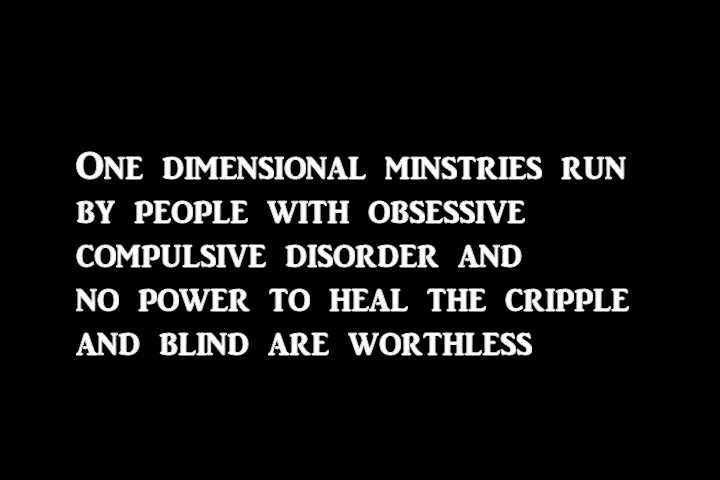 One dimensional minstries run
by people with obsessive
compulsive disorder and
no power to heal the cripple
and blind are worthless